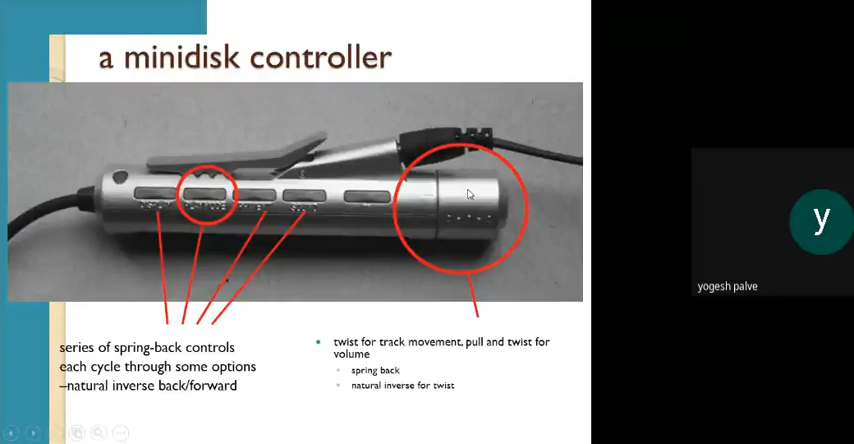 a minidisk controller
series of spring-back controls
each cycle through some options
–natural inverse back/forward
• twist for track movement, pull and twist for
volume
◦ spring back
◦ natural inverse for twist
y
yogesh palve